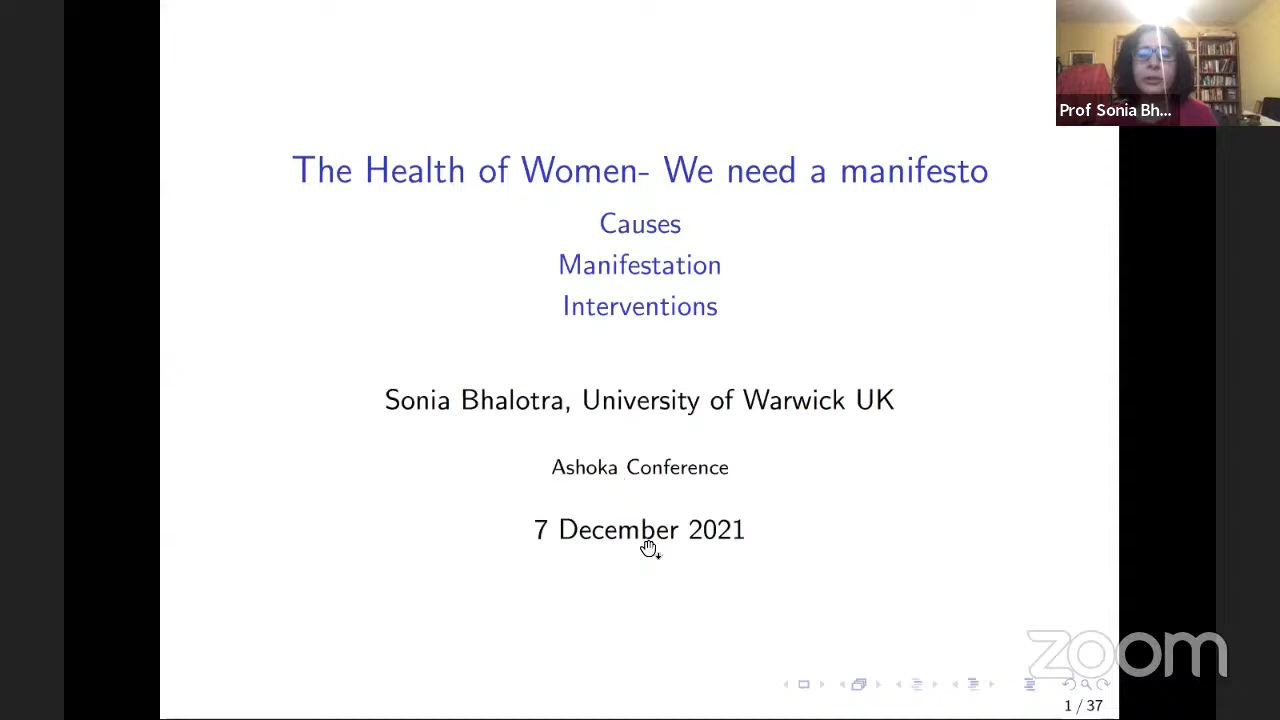 Prof Sonia Bh...
The Health of Women- We need a manifesto
Causes
Manifestation
Interventions
Sonia Bhalotra, University of Warwick UK
Ashoka Conference
7 December 2021
zoom
1 / 37